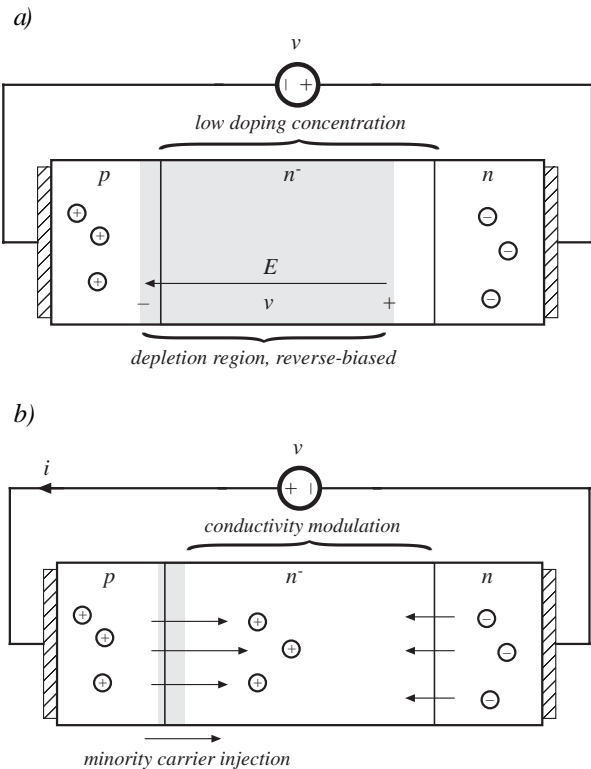 a)
v
| +
low doping concentration
p n- n
+ −
+ −
E
+ −
− v +
depletion region, reverse-biased
b)
i v
+ |
conductivity modulation
p n- n
+ + −
+ + −
+ + −
minority carrier injection